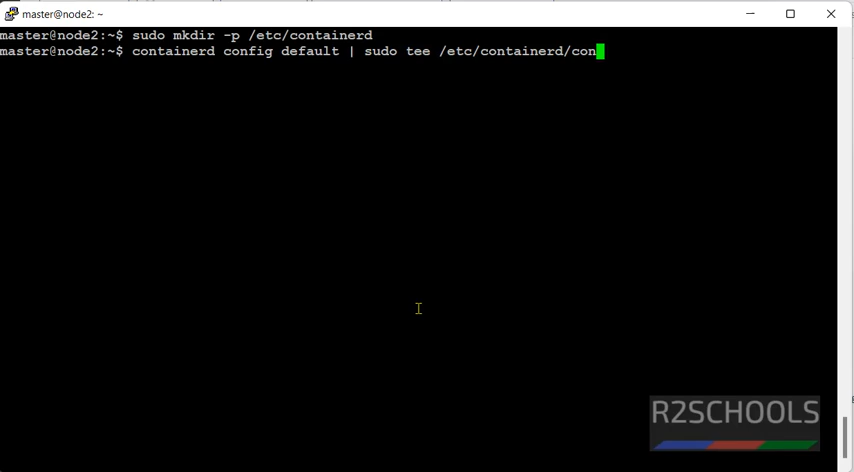 master@node2: ~
master@node2:~$ sudo mkdir -p /etc/containerd
master@node2:~$ containerd config default | sudo tee /etc/containerd/con
R2SCHOOLS